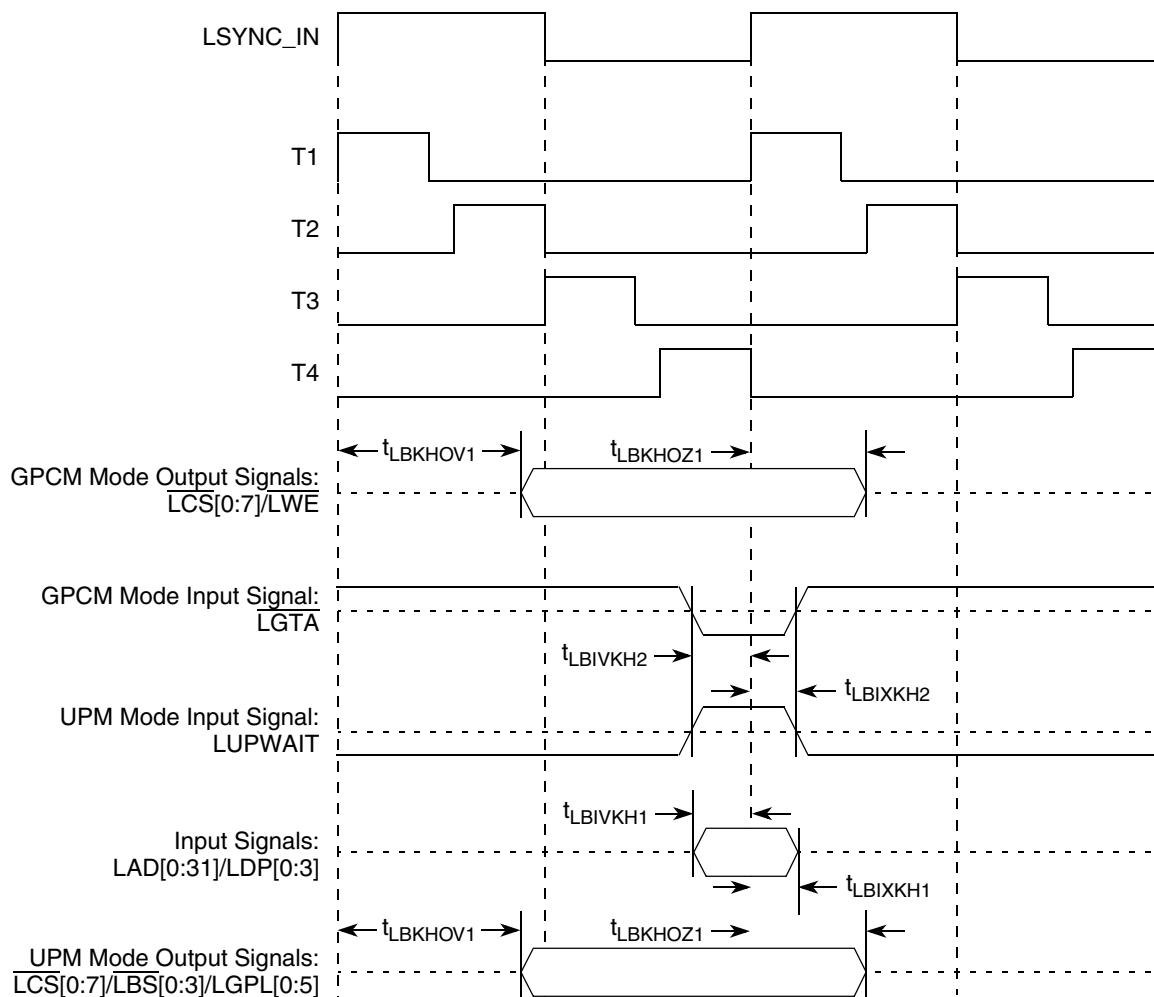 LSYNC_IN
T1
T2
T3
T4
tLBKHOV1
tLBKHOZ1
GPCM Mode Output Signals:
LCS[0:7]/LWE
GPCM Mode Input Signal:
LGTA
tLBIVKH2
tLBIXKH2
UPM Mode Input Signal:
LUPWAIT
tLBIVKH1
Input Signals:
LAD[0:31]/LDP[0:3]
tLBIXKH1
tLBKHOV1
tLBKHOZ1
UPM Mode Output Signals:
LCS[0:7]/LBS[0:3]/LGPL[0:5]